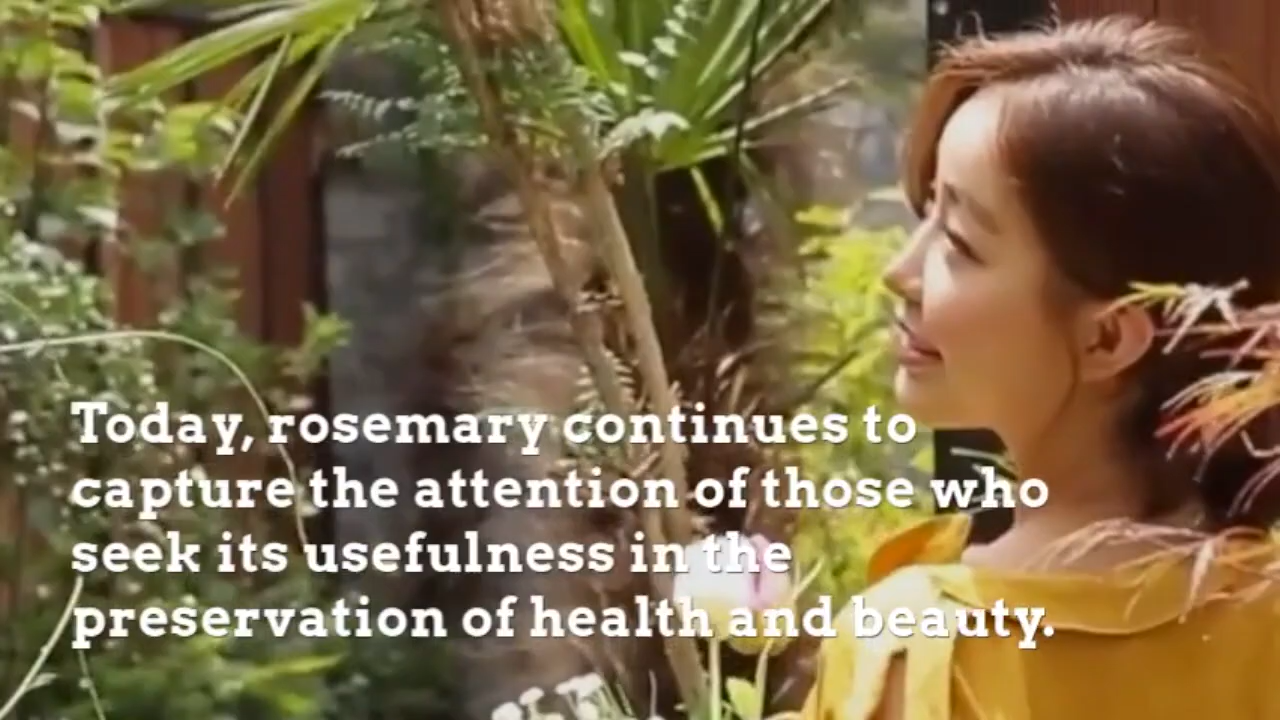 Today, rosemary continues to
capture the attention of those who
seek its usefulness in the
preservation of health and beauty.